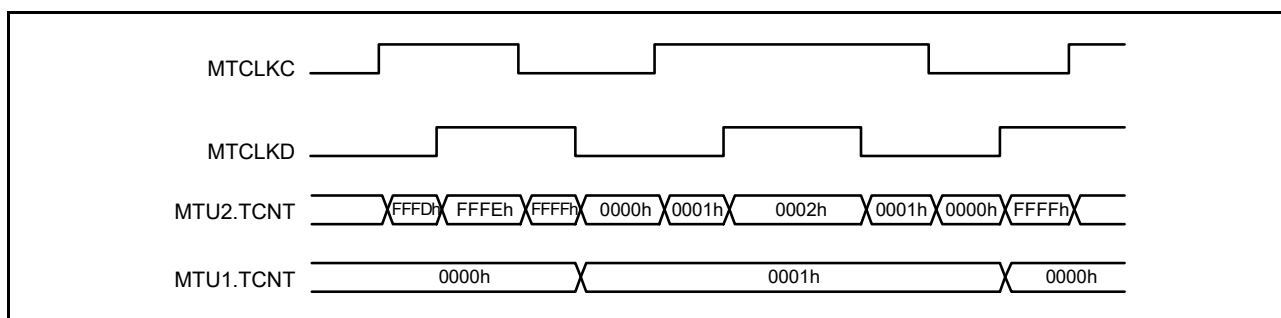 MTCLKC
MTCLKD
MTU2.TCNT FFFDh FFFEh FFFFh 0000h 0001h 0002h 0001h 0000h FFFFh
MTU1.TCNT 0000h 0001h 0000h